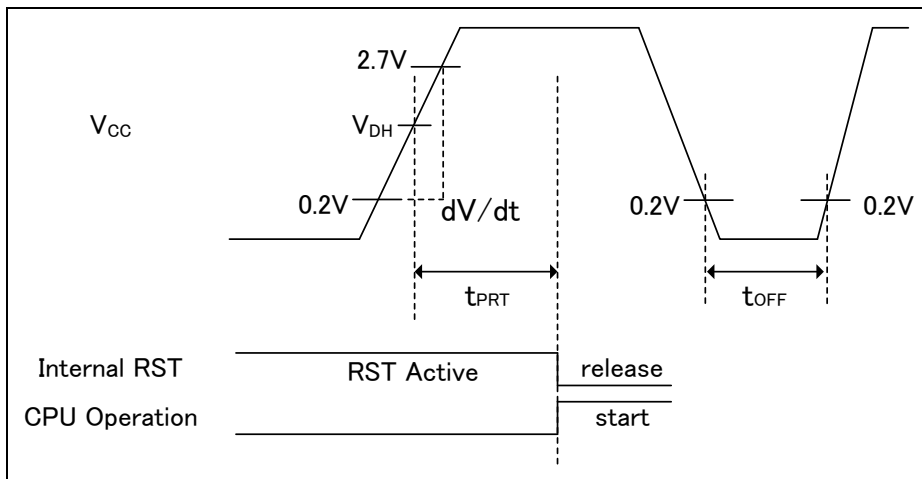 2.7V
VCC
VDH
0.2V
dV/dt
0.2V
0.2V
tPRT
tOFF
Internal RST
RST Active
release
CPU Operation
start